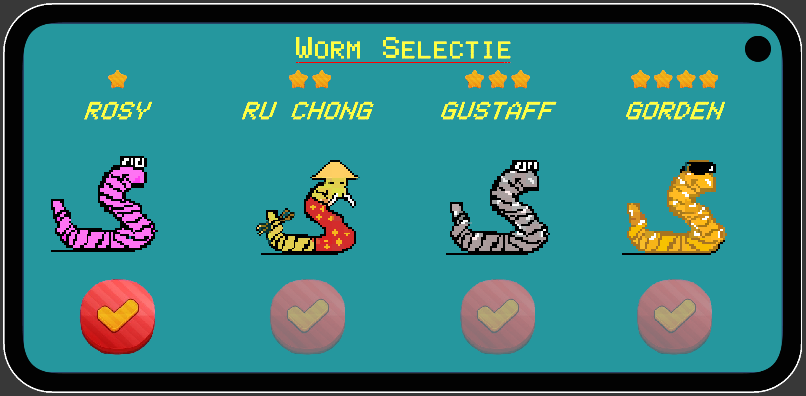 Worm Selectie
ROSY
RU CHONG
GUSTAFF
GORDEN